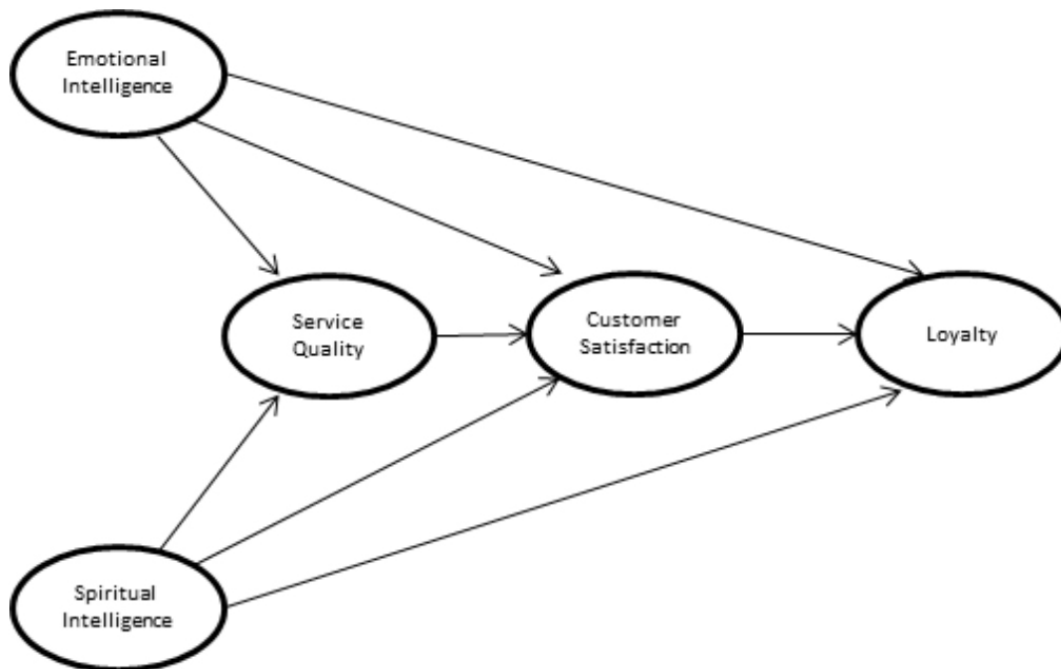 Emotional
Intelligence
Service
Quality
Customer
Satisfaction
Loyalty
Spiritual
Intelligence